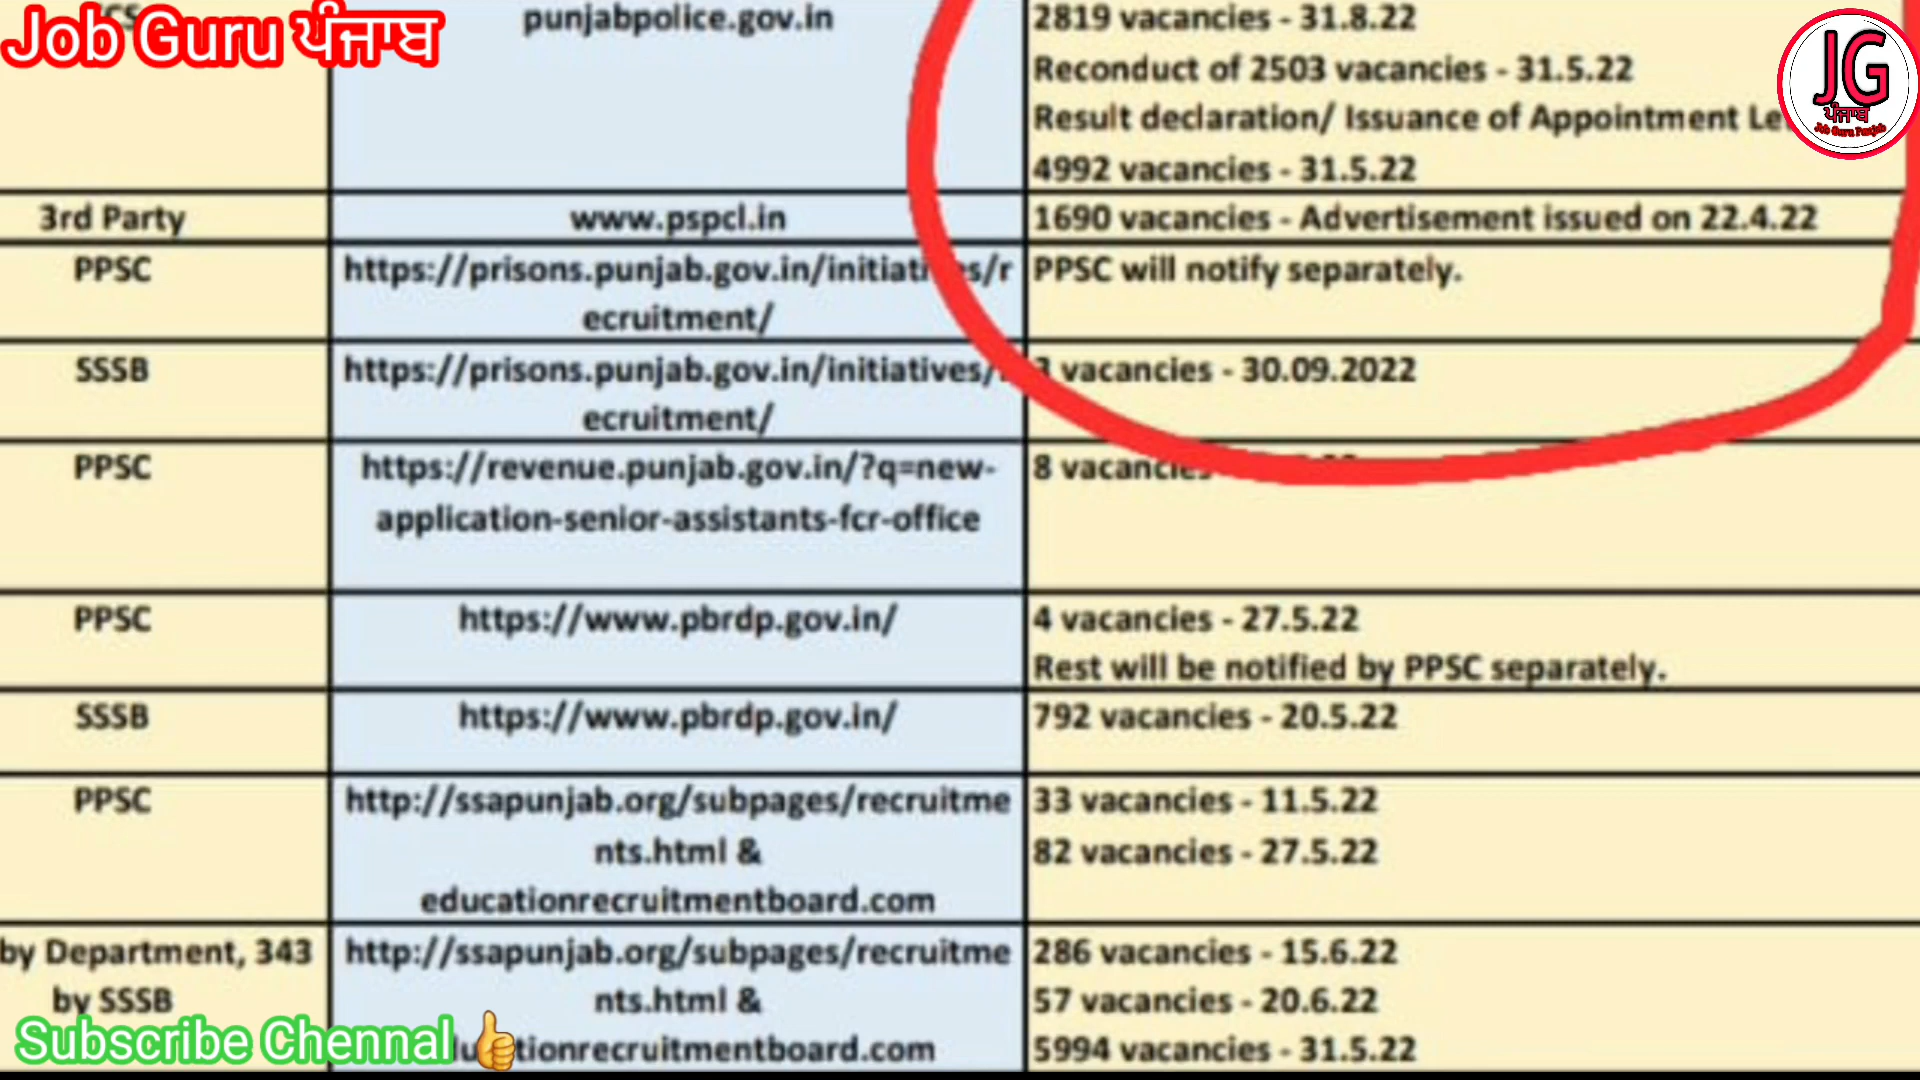 Job Guru ਪੰਜਾਬ
punjabpolice.gov.in
2819 vacancies - 31.8.22
Reconduct of 2503 vacancies - 31.5.22
Result declaration/ Issuance of Appointment
4992 vacancies - 31.5.22
JG
ਪੰਜਾਬ
Job Guru Punjab
3rd Party
www.pspcl.in
1690 vacancies - Advertisement issued on 22.4.22
PPSC
https://prisons.punjab.gov.in/initiatives/r
ecruitment/
PPSC will notify separately.
SSSB
https://prisons.punjab.gov.in/initiatives/r
ecruitment/
3 vacancies - 30.09.2022
PPSC
https://revenue.punjab.gov.in/?q=new-
application-senior-assistants-fcr-office
8 vacancies
PPSC
https://www.pbrdp.gov.in/
4 vacancies - 27.5.22
Rest will be notified by PPSC separately.
SSSB
https://www.pbrdp.gov.in/
792 vacancies - 20.5.22
PPSC
http://ssapunjab.org/subpages/recruitme
nts.html &
educationrecruitmentboard.com
33 vacancies - 11.5.22
82 vacancies - 27.5.22
by Department, 343
by SSSB
http://ssapunjab.org/subpages/recruitme
nts.html &
educationrecruitmentboard.com
286 vacancies - 15.6.22
57 vacancies - 20.6.22
5994 vacancies - 31.5.22
Subscribe Chennal